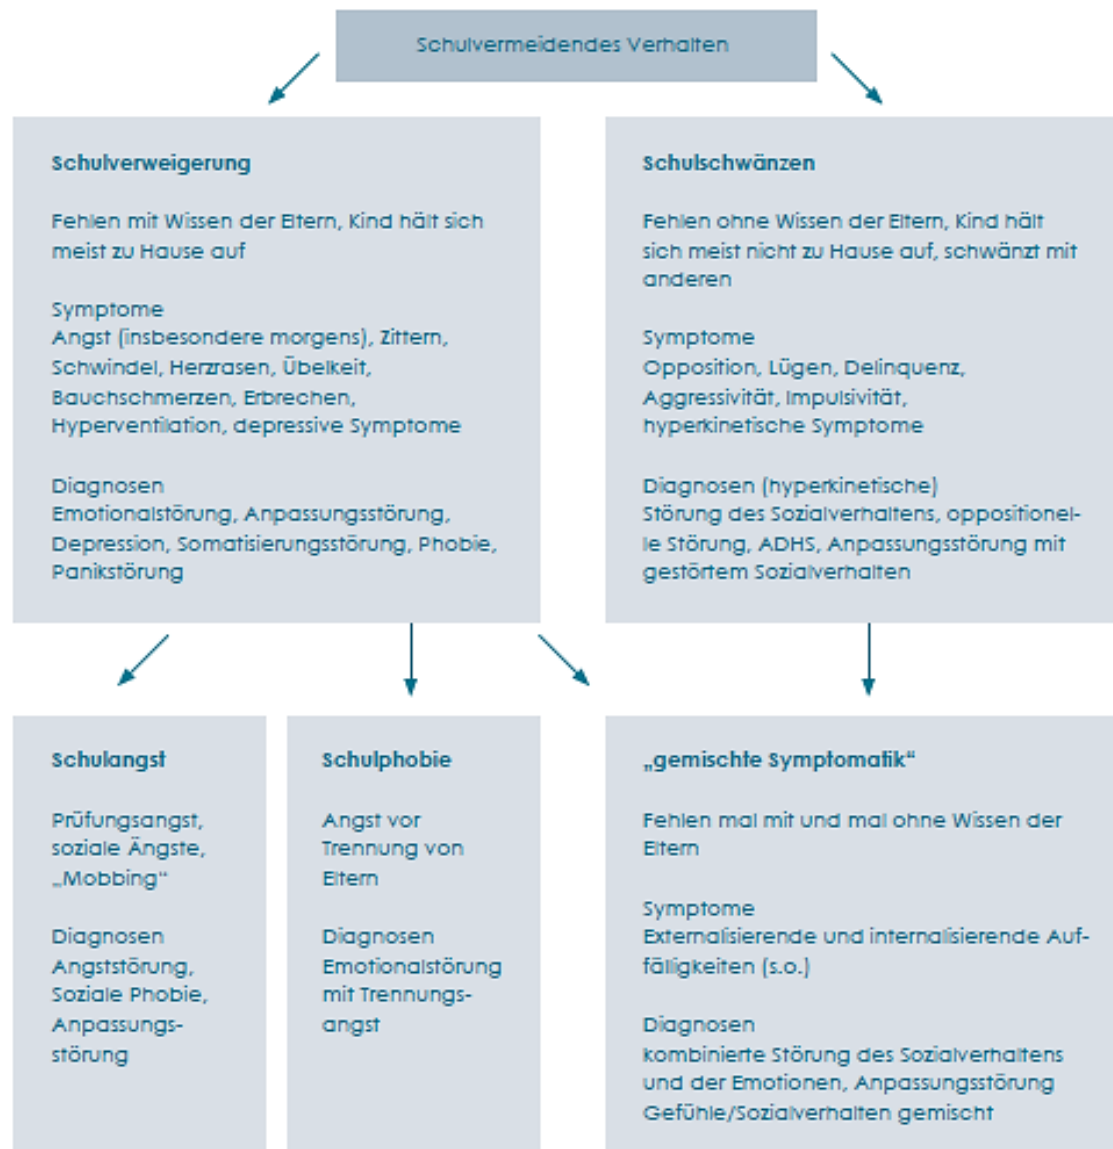 Schulvermeidendes Verhalten
Schulverweigerung
Fehlen mit Wissen der Eltern, Kind hält sich
meist zu Hause auf
Symptome
Angst (insbesondere morgens), Zittern,
Schwindel, Herzrasen, Übelkeit,
Bauchschmerzen, Erbrechen,
Hyperventilation, depressive Symptome
Diagnosen
Emotionalstörung, Anpassungsstörung,
Depression, Somatisierungsstörung, Phobie,
Panikstörung
Schulschwänzen
Fehlen ohne Wissen der Eltern, Kind hält
sich meist nicht zu Hause auf, schwänzt mit
anderen
Symptome
Opposition, Lügen, Delinquenz,
Aggressivität, Impulsivität,
hyperkinetische Symptome
Diagnosen (hyperkinetische)
Störung des Sozialverhaltens, oppositionel-
le Störung, ADHS, Anpassungsstörung mit
gestörtem Sozialverhalten
Schulangst
Prüfungsangst,
soziale Ängste,
„Mobbing“
Diagnosen
Angststörung,
Soziale Phobie,
Anpassungs-
störung
Schulphobie
Angst vor
Trennung von
Eltern
Diagnosen
Emotionalstörung
mit Trennungs-
angst
„gemischte Symptomatik“
Fehlen mal mit und mal ohne Wissen der
Eltern
Symptome
Externalisierende und internalisierende Auf-
fälligkeiten (s.o.)
Diagnosen
kombinierte Störung des Sozialverhaltens
und der Emotionen, Anpassungsstörung
Gefühle/Sozialverhalten gemischt